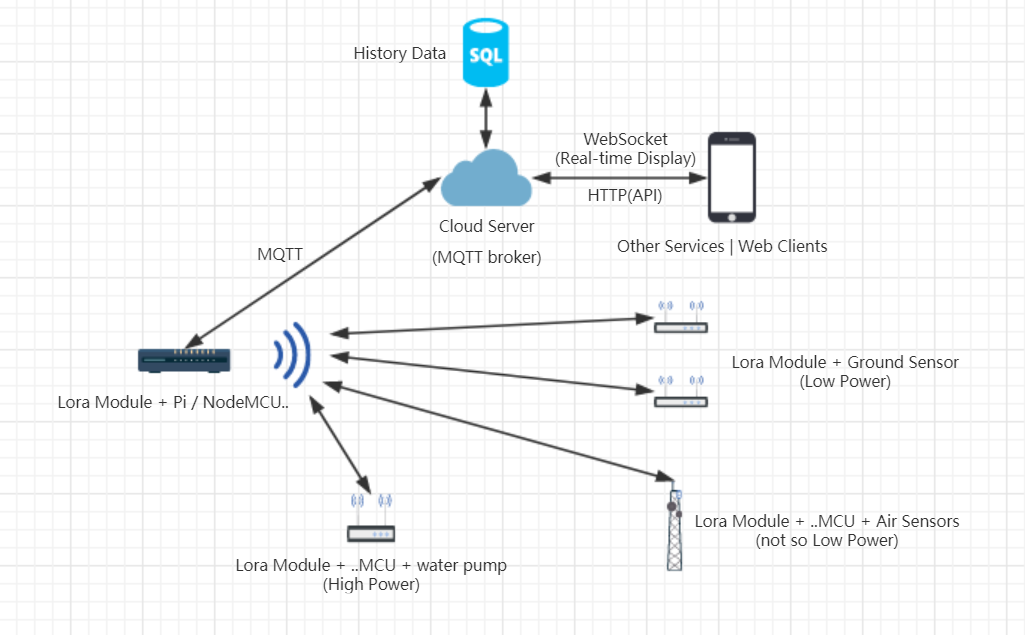 History Data
SQL
WebSocket
(Real-time Display)
HTTP(API)
Cloud Server
(MQTT broker)
Other Services | Web Clients
MQTT
Lora Module + Ground Sensor
(Low Power)
Lora Module + Pi / NodeMCU..
Lora Module + ..MCU + Air Sensors
(not so Low Power)
Lora Module + ..MCU + water pump
(High Power)